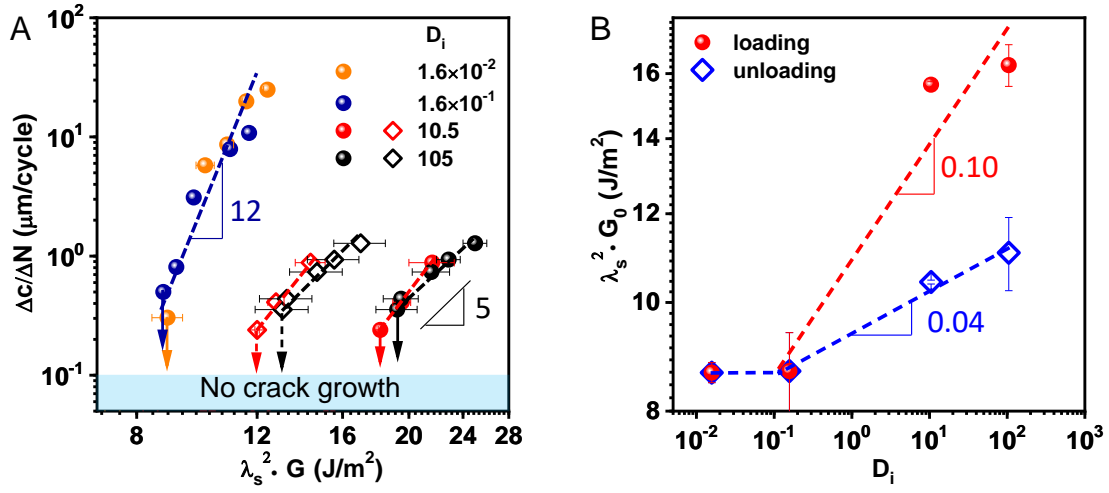 A
Δc/ΔN (μm/cycle)
10²
10¹
10⁰
10⁻¹
Dᵢ
1.6×10⁻²
1.6×10⁻¹
10.5
105
12
5
No crack growth
8 12 16 20 24 28
λₛ²· G (J/m²)
B
λₛ²· G₀ (J/m²)
16
14
12
10
8
loading
unloading
0.10
0.04
10⁻² 10⁻¹ 10⁰ 10¹ 10² 10³
Dᵢ